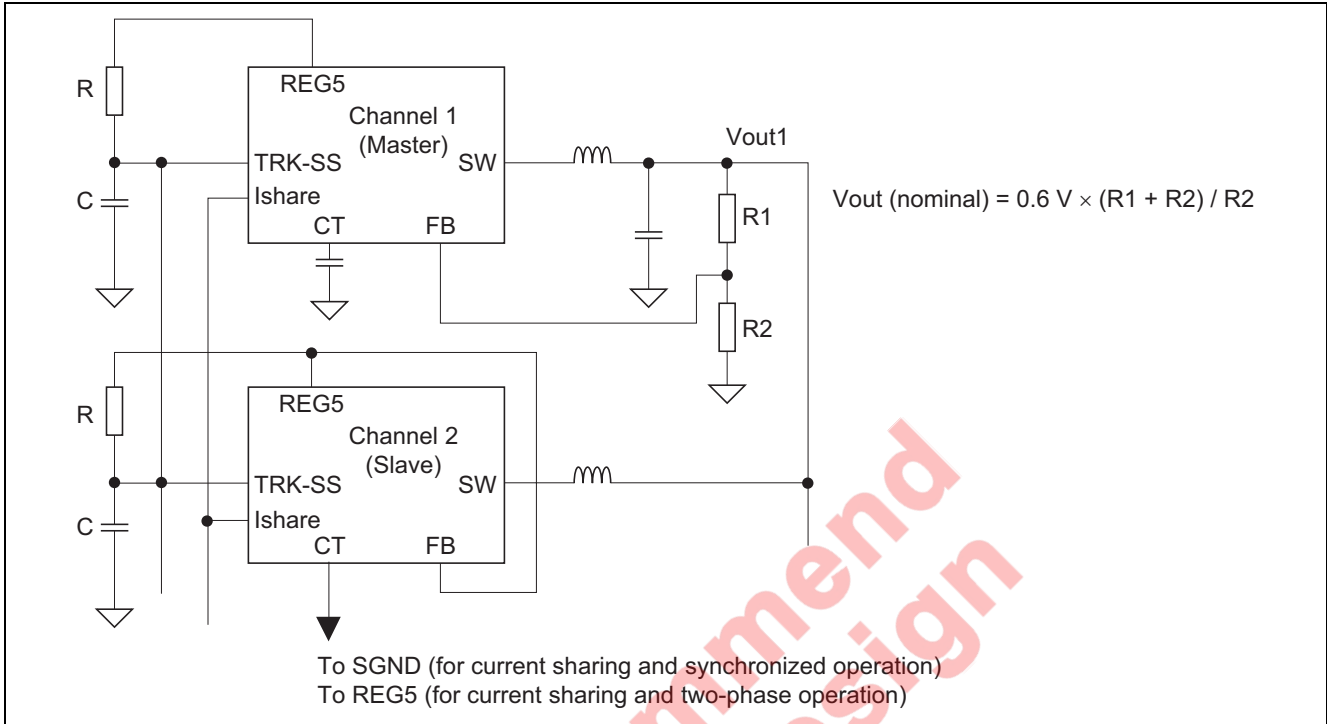 REG5
R
Channel 1
(Master)
Vout1
TRK-SS
SW
C
Ishare
Vout (nominal) = 0.6 V × (R1 + R2) / R2
R1
CT
FB
R2
REG5
R
Channel 2
(Slave)
TRK-SS
SW
C
Ishare
CT
FB
To SGND (for current sharing and synchronized operation)
To REG5 (for current sharing and two-phase operation)